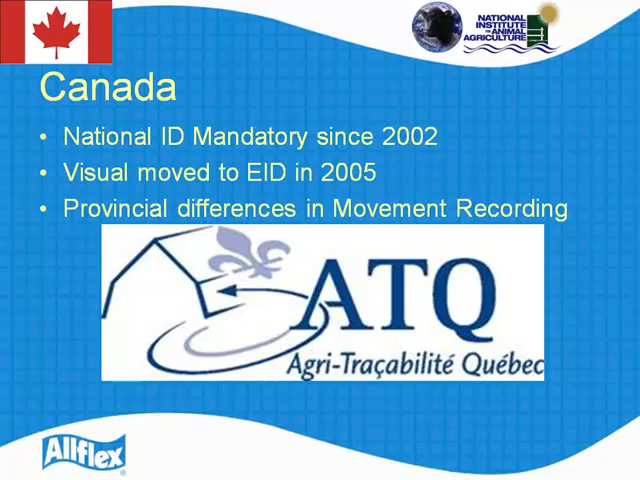 NATIONAL
INSTITUTE
FOR ANIMAL
AGRICULTURE
Canada
• National ID Mandatory since 2002
• Visual moved to EID in 2005
• Provincial differences in Movement Recording
ATQ
Agri-Traçabilité Québec
Allflex®